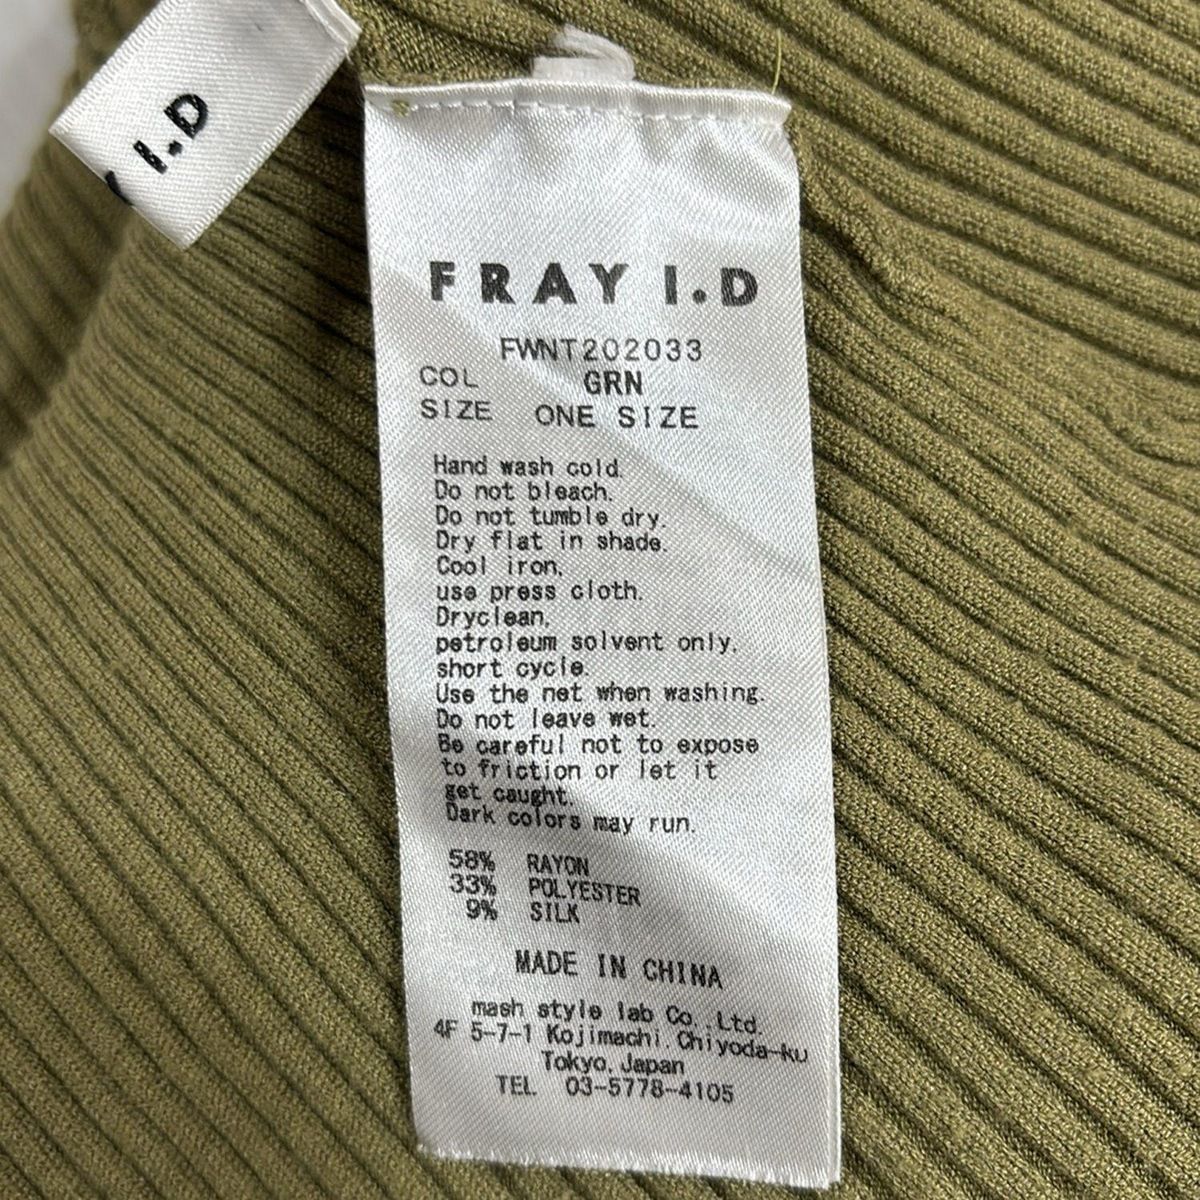 I.D
FRAY I.D
FWNT202033
COL GRN
SIZE ONE SIZE
Hand wash cold.
Do not bleach.
Do not tumble dry.
Dry flat in shade.
Cool iron,
use press cloth.
Dryclean,
petroleum solvent only,
short cycle.
Use the net when washing.
Do not leave wet.
Be careful not to expose
to friction or let it
get caught.
Dark colors may run.
58% RAYON
33% POLYESTER
9% SILK
MADE IN CHINA
mash style lab Co.,Ltd.
4F 5-7-1 Kojimachi,Chiyoda-ku
Tokyo,Japan
TEL 03-5778-4105